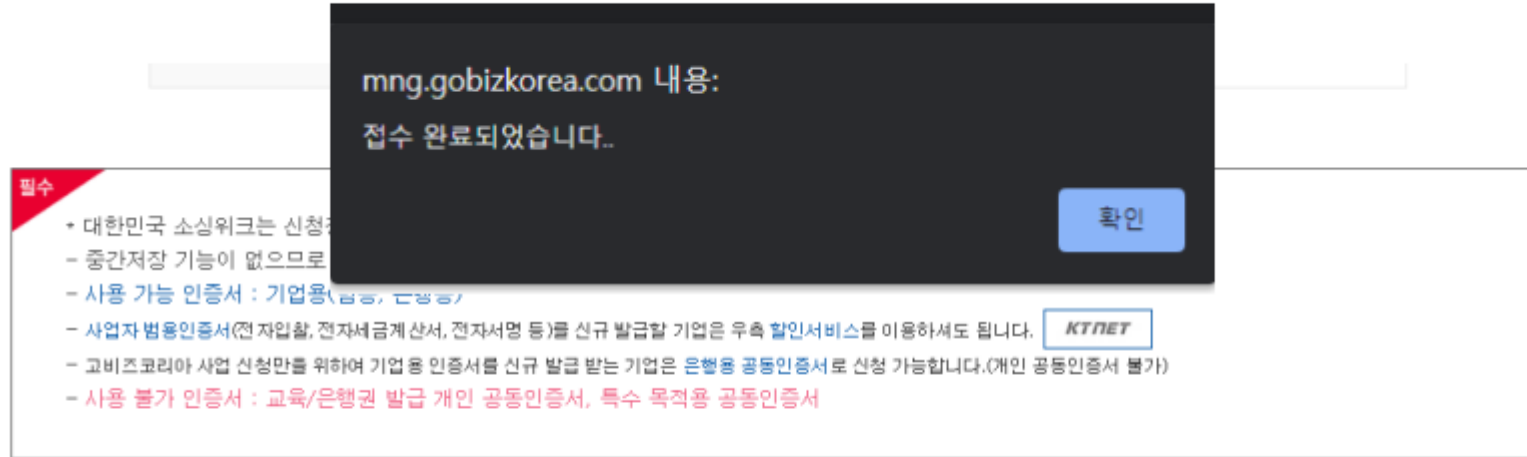 mng.gobizkorea.com 내용:
접수 완료되었습니다..
확인
필수
* 대한민국 소싱위크는 신청
- 중간저장 기능이 없으므로
- 사용 가능 인증서 : 기업용(범용, 은행용)
- 사업자 범용인증서(전자입찰, 전자세금계산서, 전자서명 등)를 신규 발급할 기업은 우측 할인서비스를 이용하셔도 됩니다. KTNET
- 고비즈코리아 사업 신청만을 위하여 기업용 인증서를 신규 발급 받는 기업은 은행용 공동인증서로 신청 가능합니다.(개인 공동인증서 불가)
- 사용 불가 인증서 : 교육/은행권 발급 개인 공동인증서, 특수 목적용 공동인증서